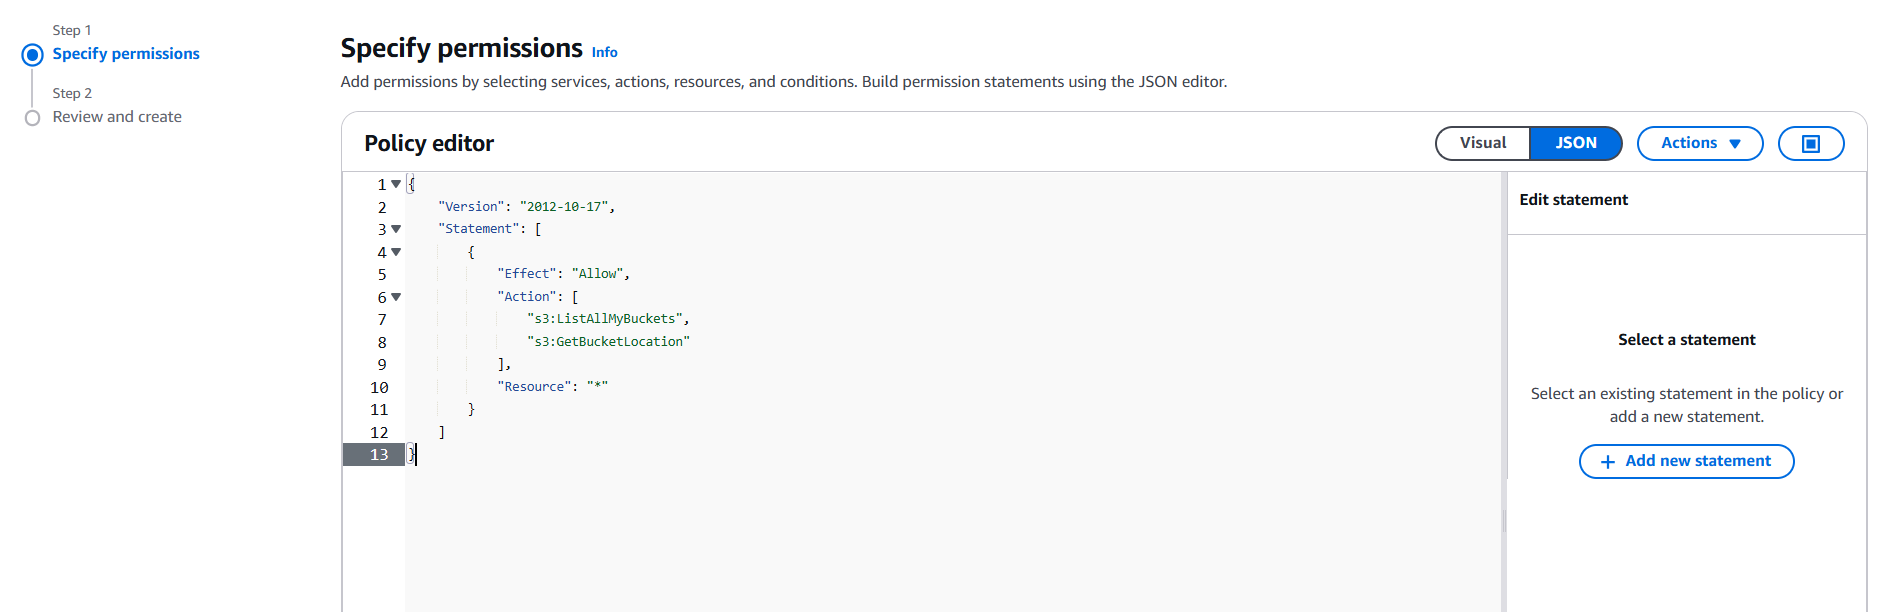 Step 1
Specify permissions
Step 2
Review and create
Specify permissions Info
Add permissions by selecting services, actions, resources, and conditions. Build permission statements using the JSON editor.
Policy editor
Visual JSON Actions
1 {
2 "Version": "2012-10-17",
3 "Statement": [
4 {
5 "Effect": "Allow",
6 "Action": [
7 "s3:ListAllMyBuckets",
8 "s3:GetBucketLocation"
9 ],
10 "Resource": "*"
11 }
12 ]
13 }
Edit statement
Select a statement
Select an existing statement in the policy or
add a new statement.
+ Add new statement